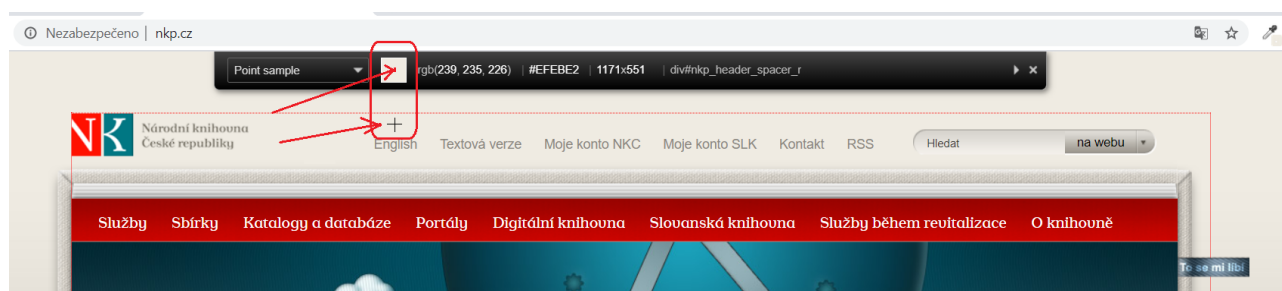 Nezabezpečeno | nkp.cz
Point sample rgb(239, 235, 226) | #EFEBE2 | 1171x551 | div#nkp_header_spacer_r
NK Národní knihovna
České republiky
English Textová verze Moje konto NKC Moje konto SLK Kontakt RSS Hledat na webu
Služby Sbírky Katalogy a databáze Portály Digitální knihovna Slovanská knihovna Služby během revitalizace O knihovně
To se mi líbí